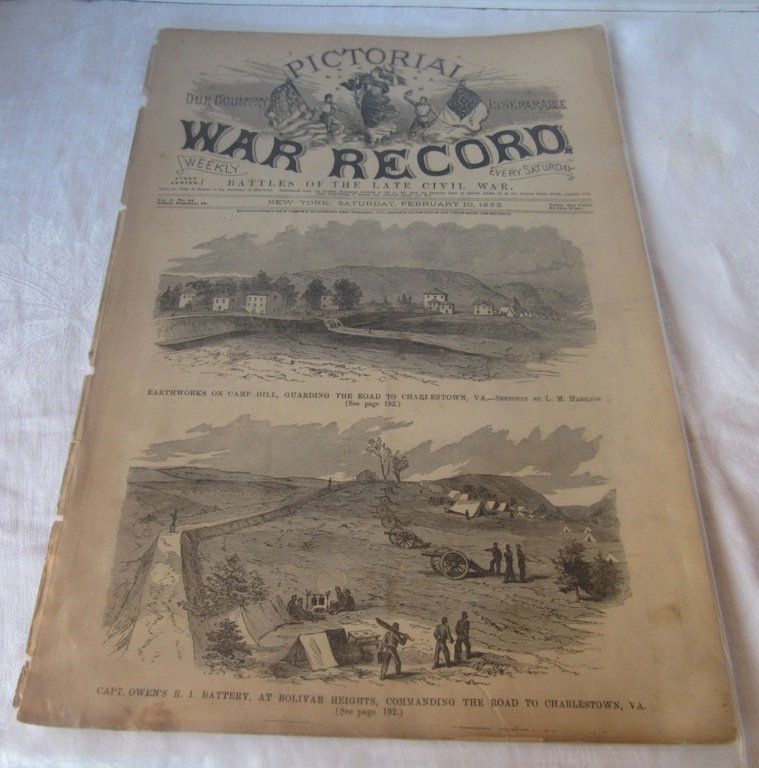 PICTORIAL
OUR COUNTRY INSEPARABLE
WAR RECORD.
WEEKLY EVERY SATURDAY
BATTLES OF THE LATE CIVIL WAR.
NEW YORK, SATURDAY, FEBRUARY 10, 1883.
EARTHWORKS ON CAMP HILL, GUARDING THE ROAD TO CHARLESTOWN, VA.—SKETCHED BY L. M. HAMILTON
(See page 192.)
CAPT. OWEN'S R. I. BATTERY, AT BOLIVAR HEIGHTS, COMMANDING THE ROAD TO CHARLESTOWN, VA.
(See page 192.)